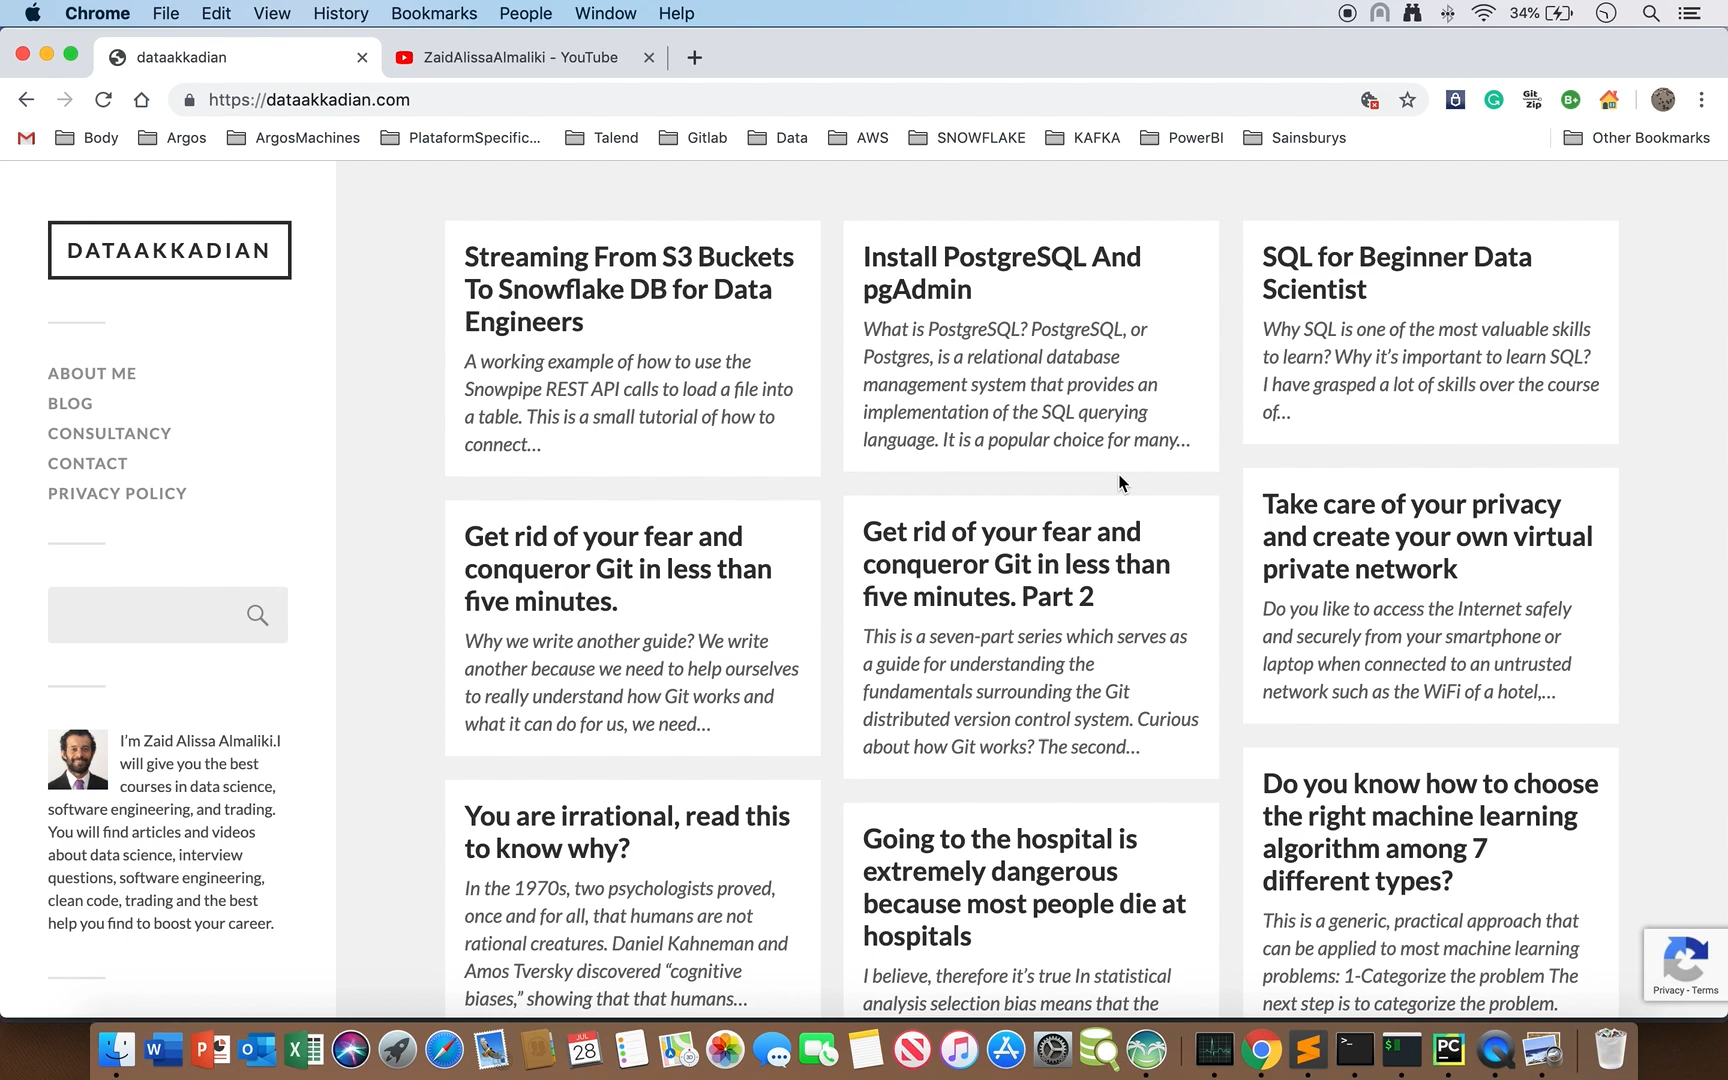 Chrome File Edit View History Bookmarks People Window Help 34%
dataakkadian ZaidAlissaAlmaliki - YouTube
https://dataakkadian.com
Git Zip B+
Body Argos ArgosMachines PlataformSpecific... Talend Gitlab Data AWS SNOWFLAKE KAFKA PowerBI Sainsburys Other Bookmarks
DATAAKKADIAN
ABOUT ME
BLOG
CONSULTANCY
CONTACT
PRIVACY POLICY
I'm Zaid Alissa Almaliki.I
will give you the best
courses in data science,
software engineering, and trading.
You will find articles and videos
about data science, interview
questions, software engineering,
clean code, trading and the best
help you find to boost your career.
Streaming From S3 Buckets
To Snowflake DB for Data
Engineers
A working example of how to use the
Snowpipe REST API calls to load a file into
a table. This is a small tutorial of how to
connect...
Get rid of your fear and
conqueror Git in less than
five minutes.
Why we write another guide? We write
another because we need to help ourselves
to really understand how Git works and
what it can do for us, we need...
You are irrational, read this
to know why?
In the 1970s, two psychologists proved,
once and for all, that humans are not
rational creatures. Daniel Kahneman and
Amos Tversky discovered “cognitive
biases,” showing that that humans...
Install PostgreSQL And
pgAdmin
What is PostgreSQL? PostgreSQL, or
Postgres, is a relational database
management system that provides an
implementation of the SQL querying
language. It is a popular choice for many...
Get rid of your fear and
conqueror Git in less than
five minutes. Part 2
This is a seven-part series which serves as
a guide for understanding the
fundamentals surrounding the Git
distributed version control system. Curious
about how Git works? The second...
Going to the hospital is
extremely dangerous
because most people die at
hospitals
I believe, therefore it's true In statistical
analysis selection bias means that the
SQL for Beginner Data
Scientist
Why SQL is one of the most valuable skills
to learn? Why it's important to learn SQL?
I have grasped a lot of skills over the course
of...
Take care of your privacy
and create your own virtual
private network
Do you like to access the Internet safely
and securely from your smartphone or
laptop when connected to an untrusted
network such as the WiFi of a hotel,...
Do you know how to choose
the right machine learning
algorithm among 7
different types?
This is a generic, practical approach that
can be applied to most machine learning
problems: 1-Categorize the problem The
next step is to categorize the problem.
Privacy - Terms
JUL
28
PC